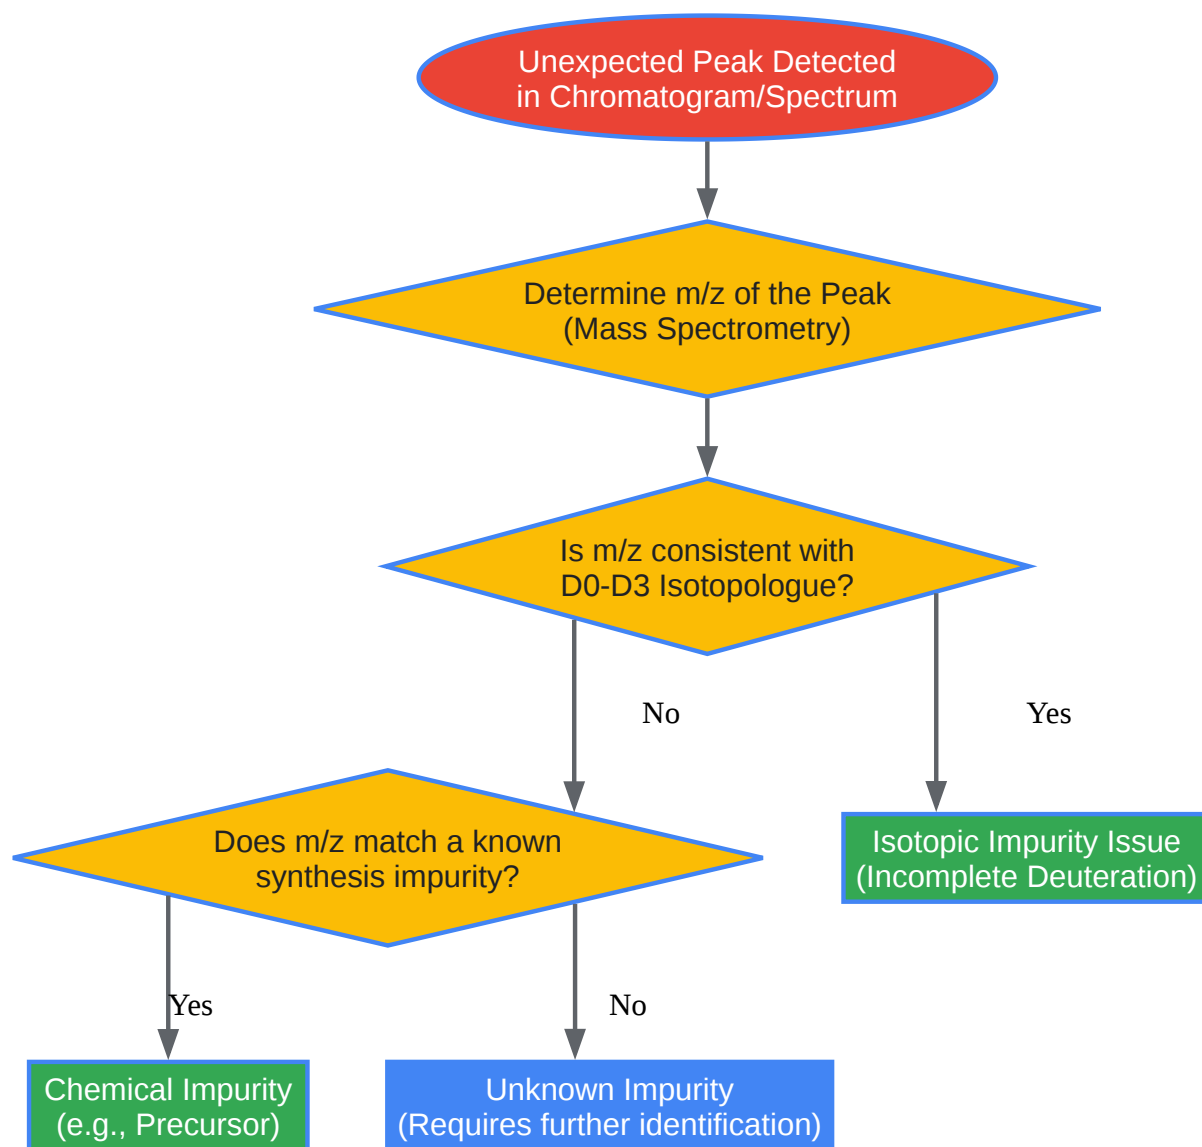 Unexpected Peak Detected
in Chromatogram/Spectrum
Determine m/z of the Peak
(Mass Spectrometry)
Is m/z consistent with
D0-D3 Isotopologue?
No
Yes
Does m/z match a known
synthesis impurity?
Isotopic Impurity Issue
(Incomplete Deuteration)
Yes
No
Chemical Impurity
(e.g., Precursor)
Unknown Impurity
(Requires further identification)